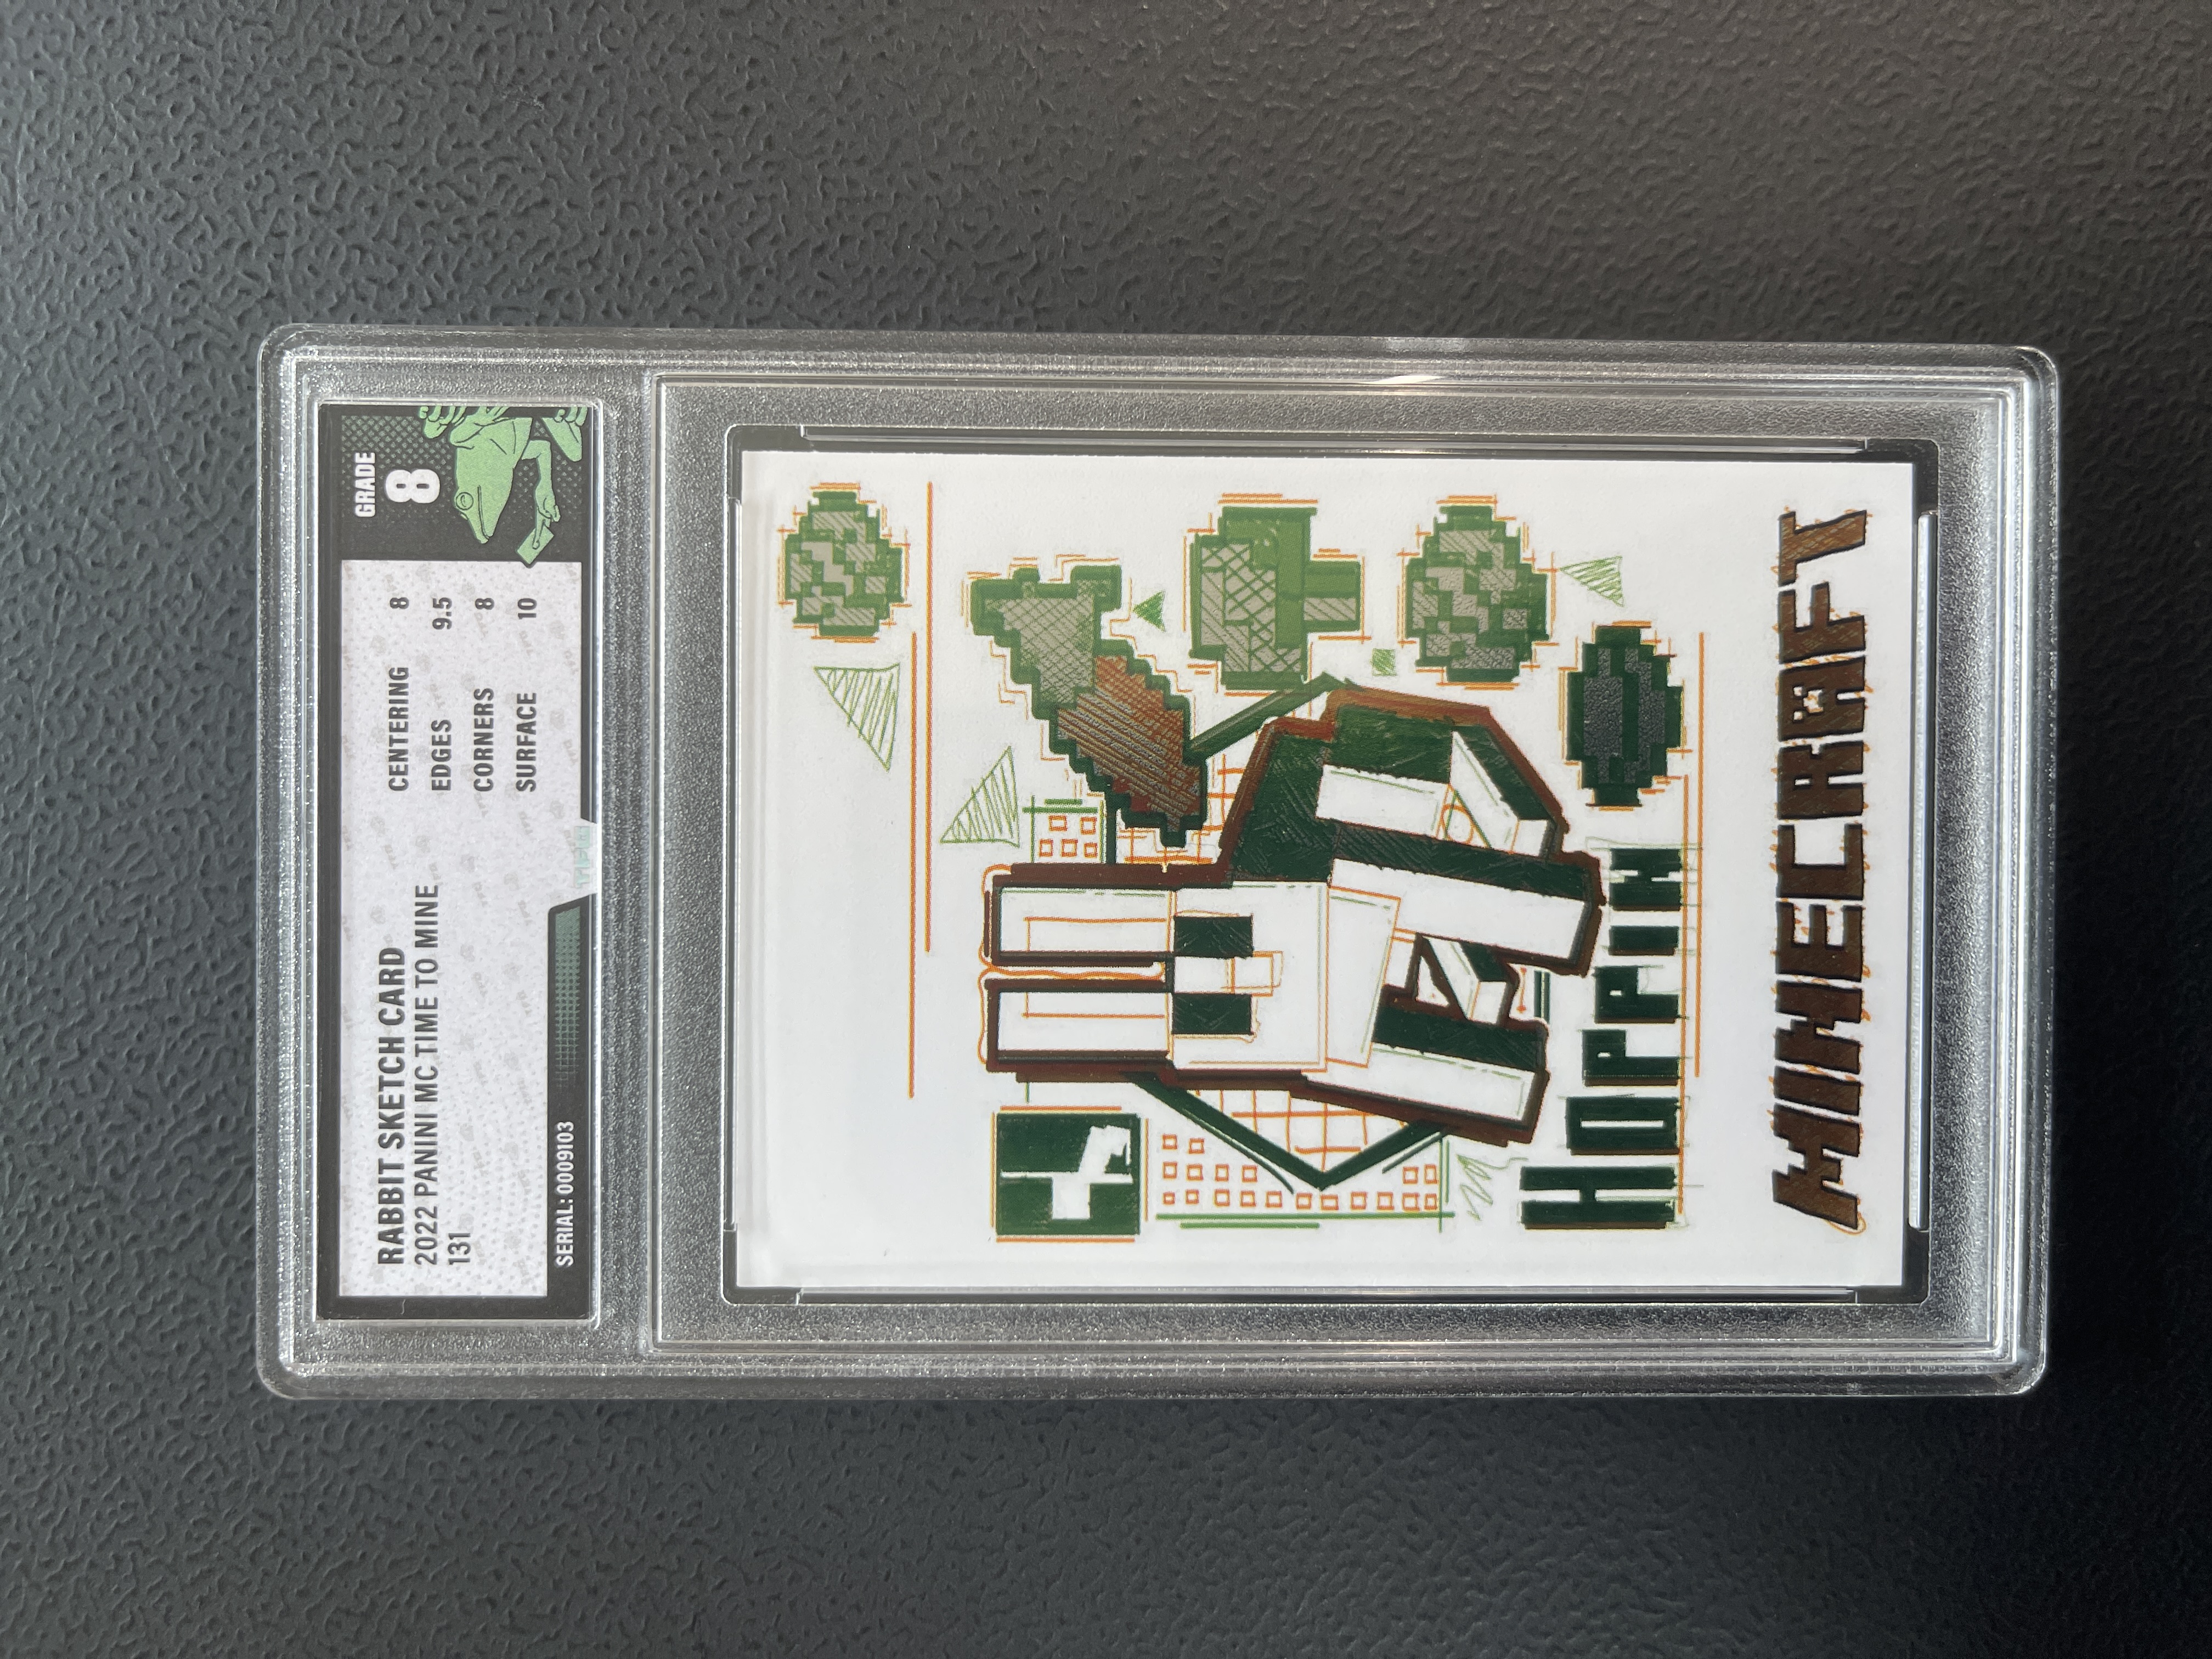 RABBIT SKETCH CARD
2022 PANINI MC TIME TO MINE
131
CENTERING 8
EDGES 9.5
CORNERS 8
SURFACE 10
GRADE
8
SERIAL: 0009103
HOPPIN
MINECRAFT